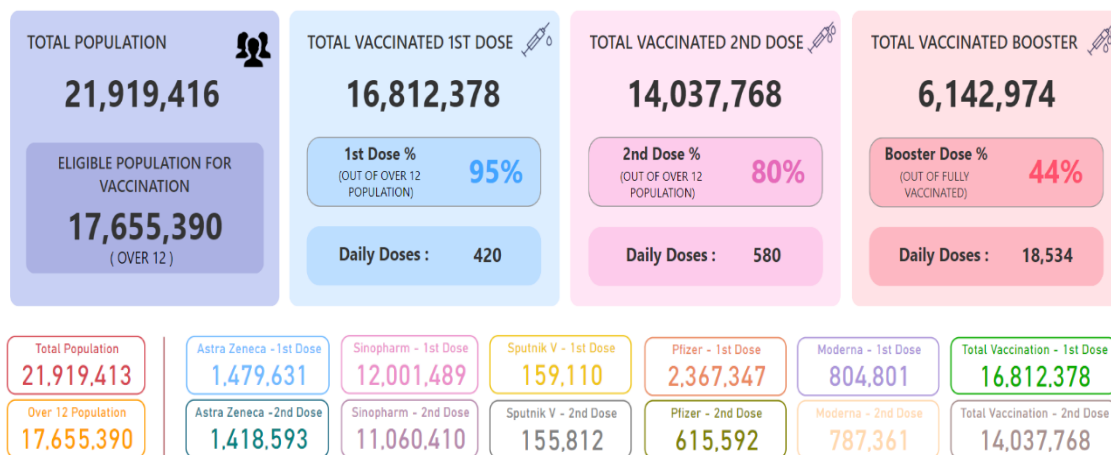 TOTAL POPULATION
21,919,416
ELIGIBLE POPULATION FOR
VACCINATION
17,655,390
( OVER 12 )
TOTAL VACCINATED 1ST DOSE
16,812,378
1st Dose %
(OUT OF OVER 12
POPULATION)
95%
Daily Doses :
420
TOTAL VACCINATED 2ND DOSE
14,037,768
2nd Dose %
(OUT OF OVER 12
POPULATION)
80%
Daily Doses :
580
TOTAL VACCINATED BOOSTER
6,142,974
Booster Dose %
(OUT OF FULLY
VACCINATED)
44%
Daily Doses :
18,534
Total Population
21,919,413
Astra Zeneca -1st Dose
1,479,631
Sinopharm - 1st Dose
12,001,489
Sputnik V - 1st Dose
159,110
Pfizer - 1st Dose
2,367,347
Moderna - 1st Dose
804,801
Total Vaccination - 1st Dose
16,812,378
Over 12 Population
17,655,390
Astra Zeneca -2nd Dose
1,418,593
Sinopharm - 2nd Dose
11,060,410
Sputnik V - 2nd Dose
155,812
Pfizer - 2nd Dose
615,592
Moderna - 2nd Dose
787,361
Total Vaccination - 2nd Dose
14,037,768